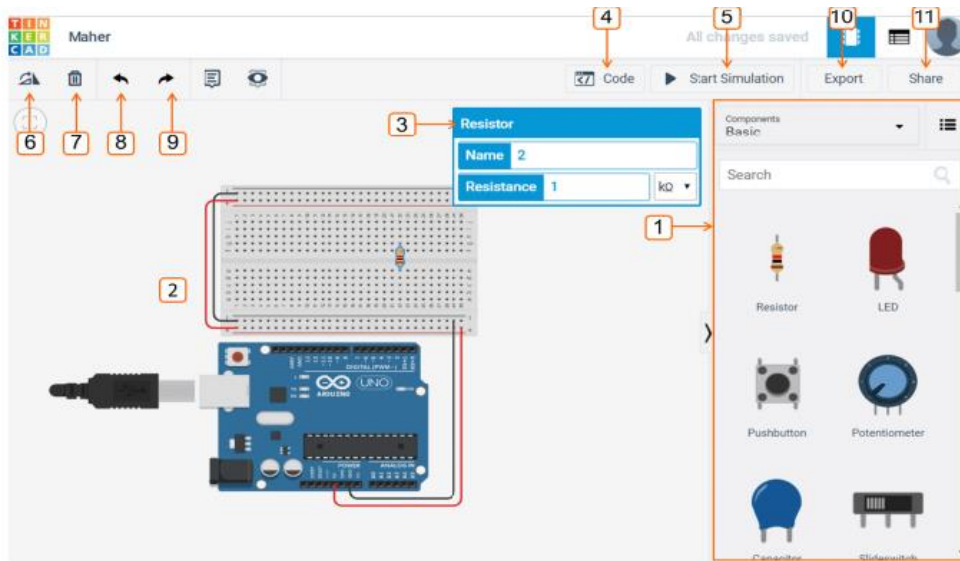 TIN
KER
CAD
Maher
All changes saved
4
5
10
11
Code
Start Simulation
Export
Share
6
7
8
9
3
Resistor
Name 2
Resistance 1 kΩ
1
Components
Basic
Search
2
Resistor
LED
Pushbutton
Potentiometer
Capacitor
Slideswitch
DIGITAL (PWM~)
UNO
ARDUINO
POWER
ANALOG IN